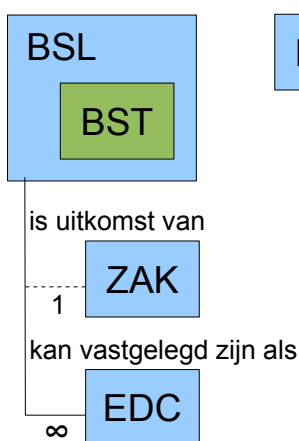 BSL
BST
is uitkomst van
ZAK
1
kan vastgelegd zijn als
EDC
∞